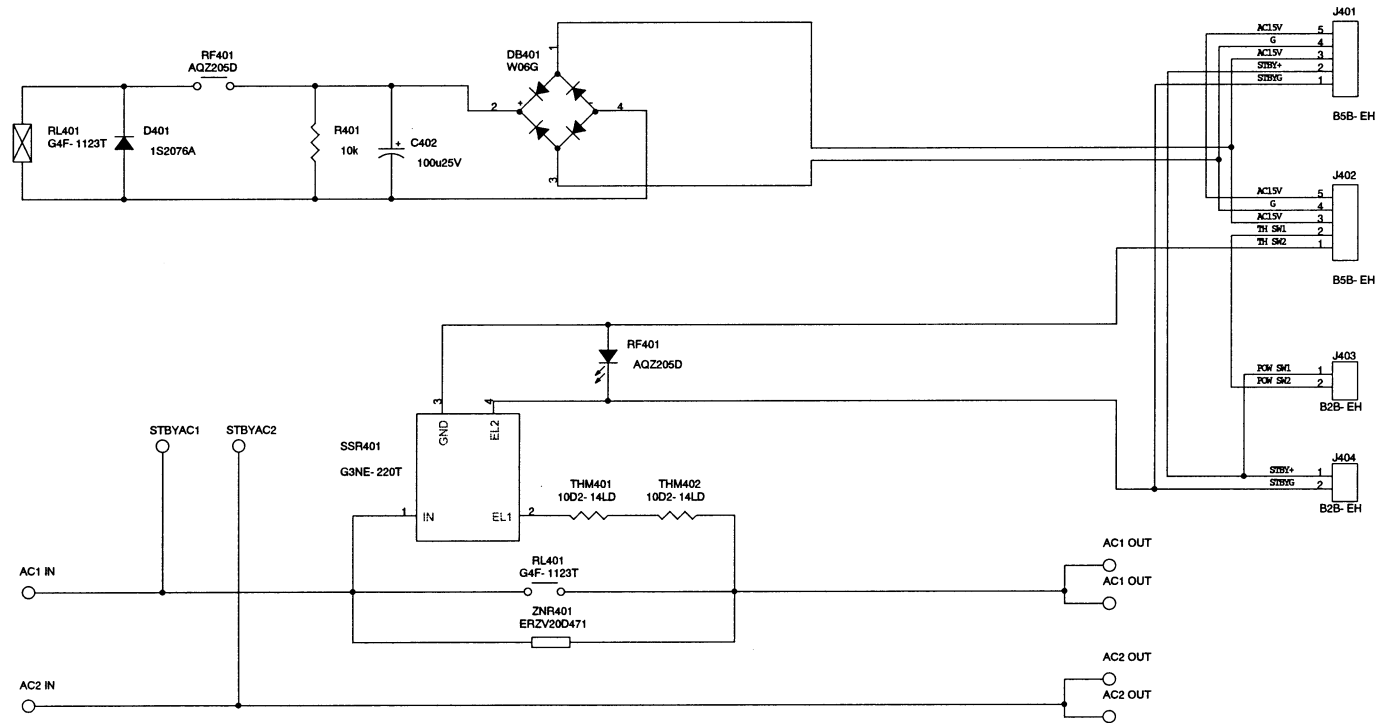 J401
AC15V 5
G 4
AC15V 3
STBY+ 2
STBYG 1
B5B-EH
RF401
AQZ205D
DB401
W06G
1
2
+
-
4
3
RL401
G4F-1123T
D401
1S2076A
R401
10k
+
C402
100u25V
J402
AC15V 5
G 4
AC15V 3
TH SW1 2
TH SW2 1
B5B-EH
RF401
AQZ205D
J403
POW SW1 1
POW SW2 2
B2B-EH
3
4
GND
EL2
STBYAC1
STBYAC2
SSR401
G3NE-220T
J404
STBY+ 1
STBYG 2
B2B-EH
THM401
10D2-14LD
THM402
10D2-14LD
1
IN
EL1
2
AC1 IN
RL401
G4F-1123T
ZNR401
ERZV20D471
AC1 OUT
AC1 OUT
AC2 IN
AC2 OUT
AC2 OUT